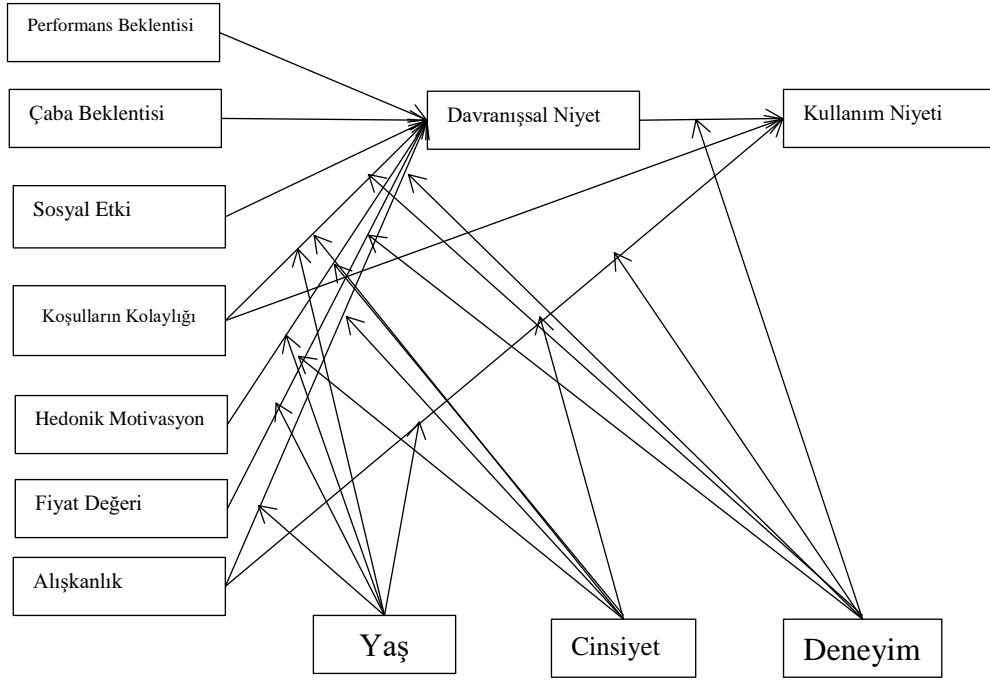 Performans Beklentisi
Çaba Beklentisi
Davranışsal Niyet
Kullanım Niyeti
Sosyal Etki
Koşulların Kolaylığı
Hedonik Motivasyon
Fiyat Değeri
Alışkanlık
Yaş
Cinsiyet
Deneyim